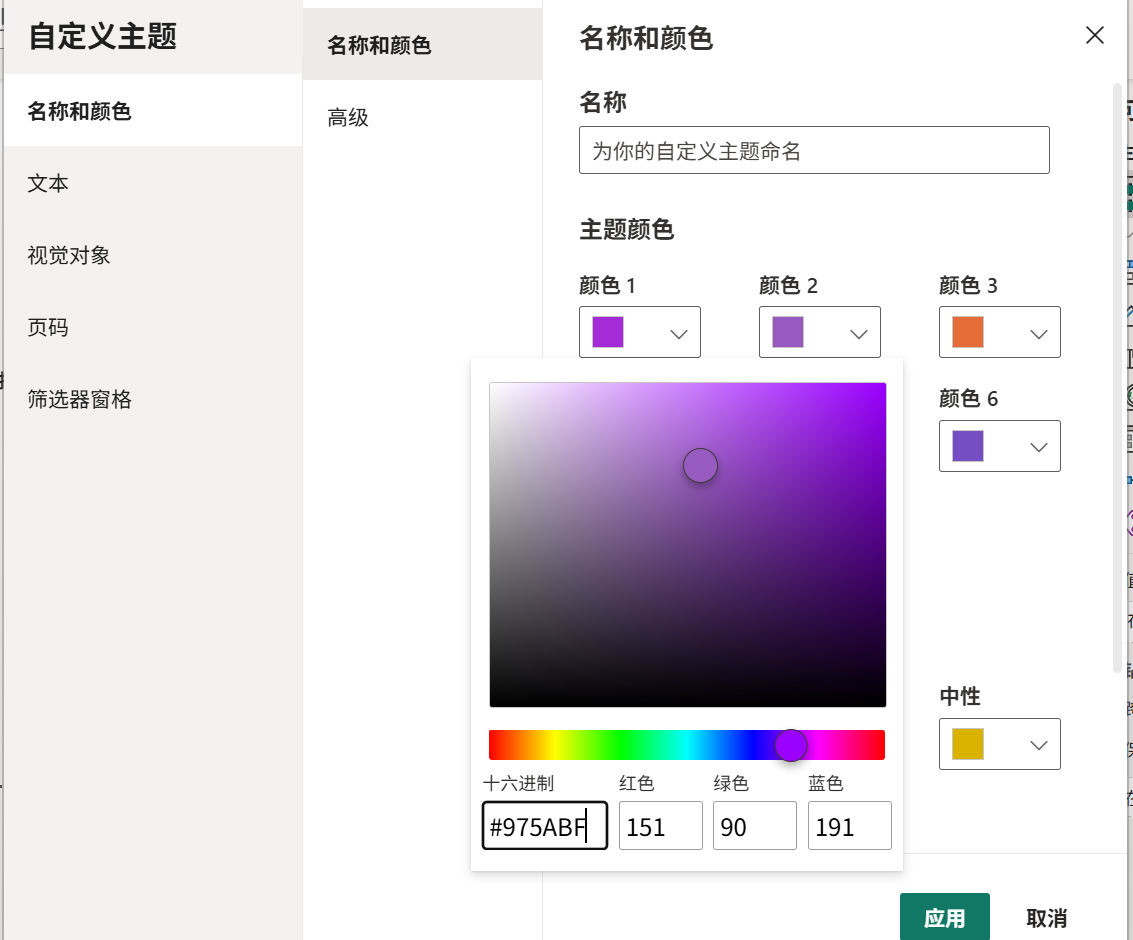 自定义主题
名称和颜色
文本
视觉对象
页码
筛选器窗格
名称和颜色
高级
名称和颜色
名称
为你的自定义主题命名
主题颜色
颜色 1
颜色 2
颜色 3
颜色 6
中性
十六进制
红色
绿色
蓝色
#975ABF
151
90
191
应用
取消